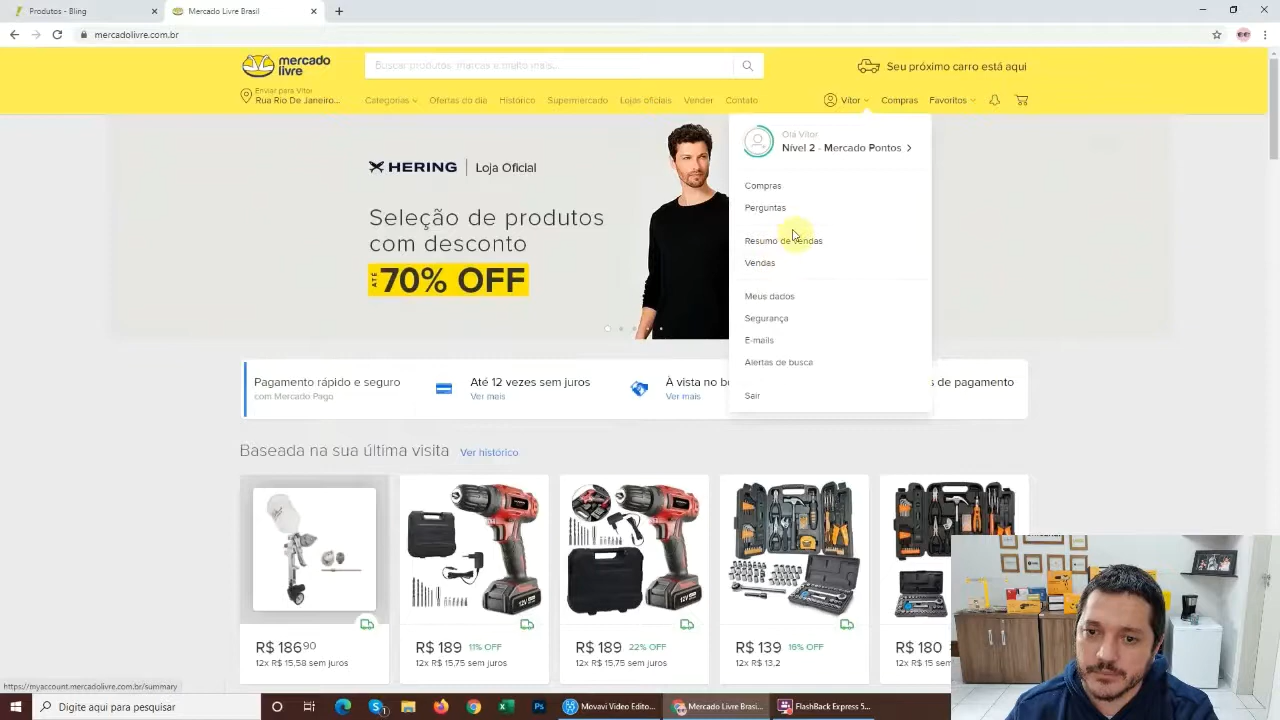 Produtos - Bling
Mercado Livre Brasil
mercadolivre.com.br
mercado
livre
Buscar produtos, marcas e muito mais...
Seu próximo carro está aqui
Enviar para Vitor
Rua Rio De Janeiro...
Categorias
Ofertas do dia
Histórico
Supermercado
Lojas oficiais
Vender
Contato
Vitor
Compras
Favoritos
HERING
Loja Oficial
Seleção de produtos
com desconto
ATÉ
70% OFF
Olá Vitor
Nível 2 - Mercado Pontos
Compras
Perguntas
Resumo de vendas
Vendas
Meus dados
Segurança
E-mails
Alertas de busca
Sair
Pagamento rápido e seguro
com Mercado Pago
Até 12 vezes sem juros
Ver mais
À vista no b
Ver mais
s de pagamento
Baseada na sua última visita
Ver histórico
R$ 186 90
12x R$ 15,58 sem juros
R$ 189 11% OFF
12x R$ 15,75 sem juros
R$ 189 22% OFF
12x R$ 15,75 sem juros
R$ 139 16% OFF
12x R$ 13,2
R$ 180
12x R$ 15 sem
https://myaccount.mercadolivre.com.br/summary
Digite aqui para pesquisar
Movavi Video Edito...
Mercado Livre Brasi...
FlashBack Express 5...